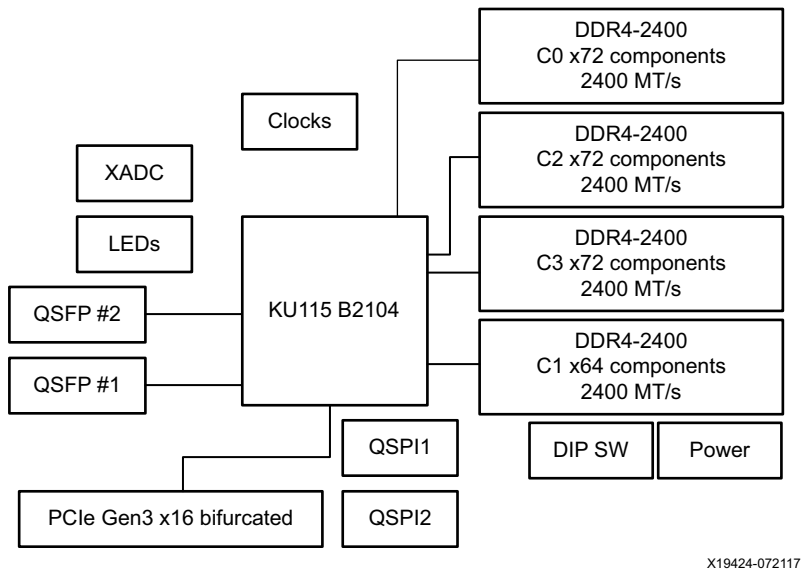 DDR4-2400
C0 x72 components
2400 MT/s
Clocks
DDR4-2400
C2 x72 components
2400 MT/s
XADC
LEDs
DDR4-2400
C3 x72 components
2400 MT/s
QSFP #2
KU115 B2104
QSFP #1
DDR4-2400
C1 x64 components
2400 MT/s
QSPI1
DIP SW
Power
PCIe Gen3 x16 bifurcated
QSPI2
X19424-072117